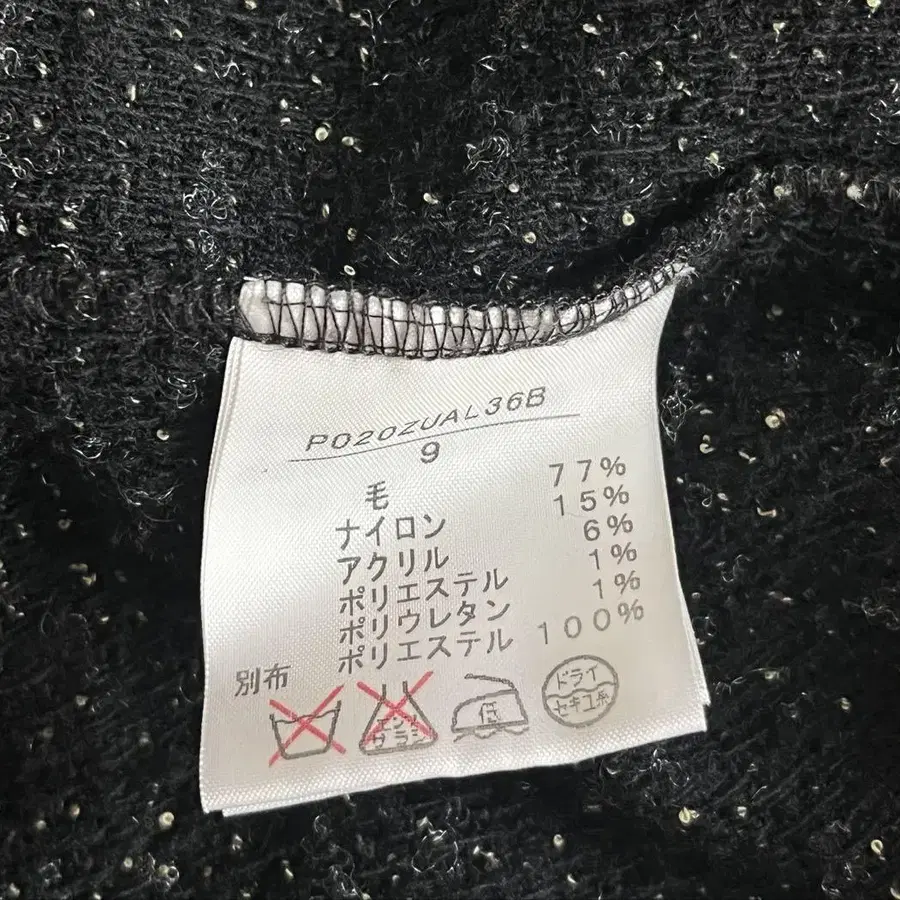 P020ZUAL36B
9
毛 77%
ナイロン 15%
アクリル 6%
ポリエステル 1%
ポリウレタン 1%
別布 ポリエステル 100%
エンソ サラシ 低 ドライ セキユ系